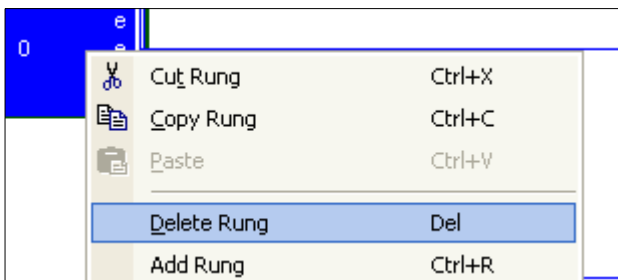 e
0 e
Cut Rung Ctrl+X
Copy Rung Ctrl+C
Paste Ctrl+V
Delete Rung Del
Add Rung Ctrl+R